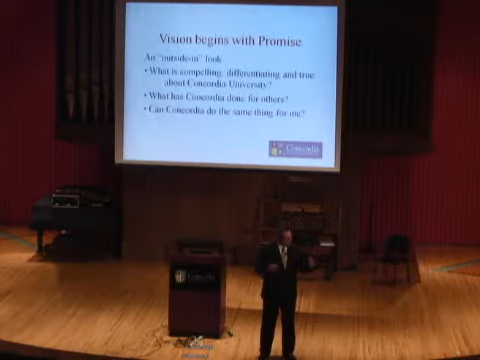 Vision begins with Promise
An "outside-in" look
• What is compelling, differentiating and true
about Concordia University?
• What has Concordia done for others?
• Can Concordia do the same thing for me?
Concordia